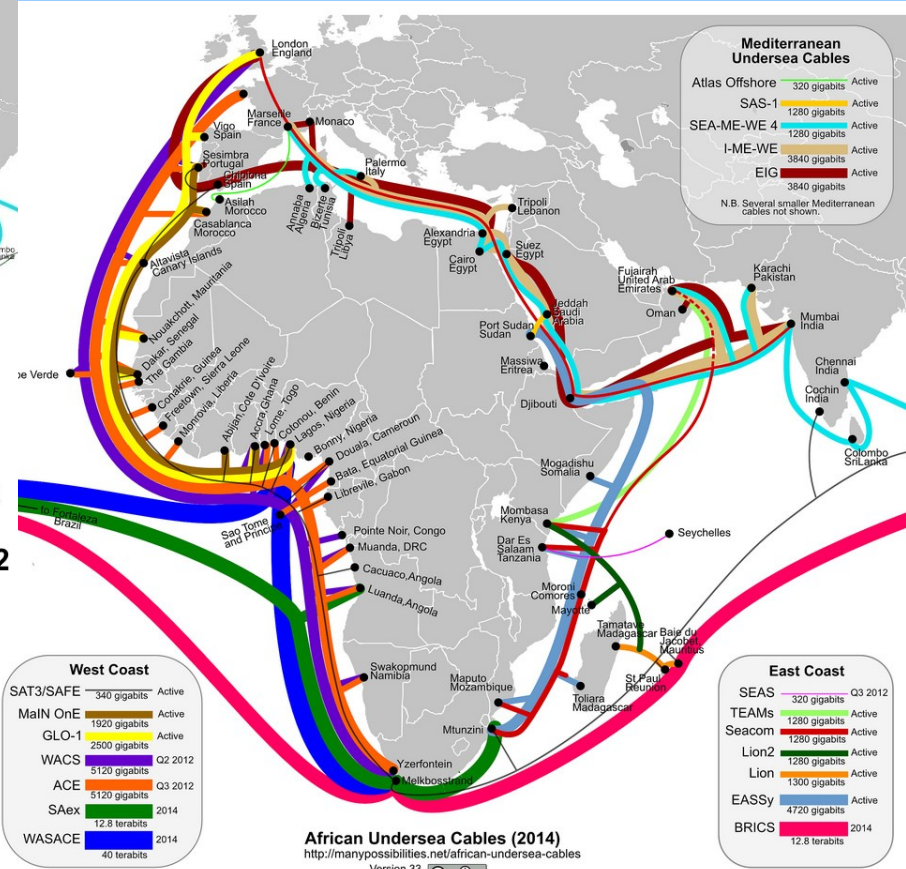 London
England
Vigo
Spain
Sesimbra
Portugal
Chipiona
Spain
Asilah
Morocco
Casablanca
Morocco
Altavista
Canary Islands
Nouakchott, Mauritania
Dakar, Senegal
The Gambia
pe Verde
Conakrie, Guinea
Freetown, Sierra Leone
Monrovia, Liberia
Abijan,Cote D'Ivoire
Accra Ghana
Lome, Togo
Cotonou, Benin
Lagos, Nigeria
Bonny, Nigeria
Douala, Cameroun
Bata, Equatorial Guinea
Libreville, Gabon
Sao Tome
and Principe
to Fortaleza
Brazil
Pointe Noir, Congo
Muanda, DRC
Cacuaco,Angola
Luanda,Angola
Swakopmund
Namibia
Yzerfontein
Melkbosstrand
Marseille
France
Monaco
Palermo
Italy
Annaba
Algeria
Bizerte
Tunisia
Tripoli
Libya
Tripoli
Lebanon
Alexandria
Egypt
Cairo
Egypt
Suez
Egypt
Jeddah
Saudi
Arabia
Port Sudan
Sudan
Massiwa
Eritrea
Djibouti
Fujairah
United Arab
Emirates
Oman
Karachi
Pakistan
Mumbai
India
Chennai
India
Cochin
India
Colombo
SriLanka
Mogadishu
Somalia
Mombasa
Kenya
Dar Es
Salaam
Tanzania
Seychelles
Moroni
Comores
Mayotte
Tamatave
Madagascar
Baie du
Jacobet,
Mauritius
St Paul
Reunion
Toliara
Madagascar
Maputo
Mozambique
Mtunzini
Mediterranean
Undersea Cables
Atlas Offshore 320 gigabits Active
SAS-1 1280 gigabits Active
SEA-ME-WE 4 1280 gigabits Active
I-ME-WE 3840 gigabits Active
EIG 3840 gigabits Active
N.B. Several smaller Mediterranean
cables not shown.
2
West Coast
SAT3/SAFE 340 gigabits Active
MaIN OnE 1920 gigabits Active
GLO-1 2500 gigabits Active
WACS 5120 gigabits Q2 2012
ACE 5120 gigabits Q3 2012
SAex 12.8 terabits 2014
WASACE 40 terabits 2014
East Coast
SEAS 320 gigabits Q3 2012
TEAMs 1280 gigabits Active
Seacom 1280 gigabits Active
Lion2 1280 gigabits Active
Lion 1300 gigabits Active
EASSy 4720 gigabits Active
BRICS 12.8 terabits 2014
African Undersea Cables (2014)
http://manypossibilities.net/african-undersea-cables
Version 33